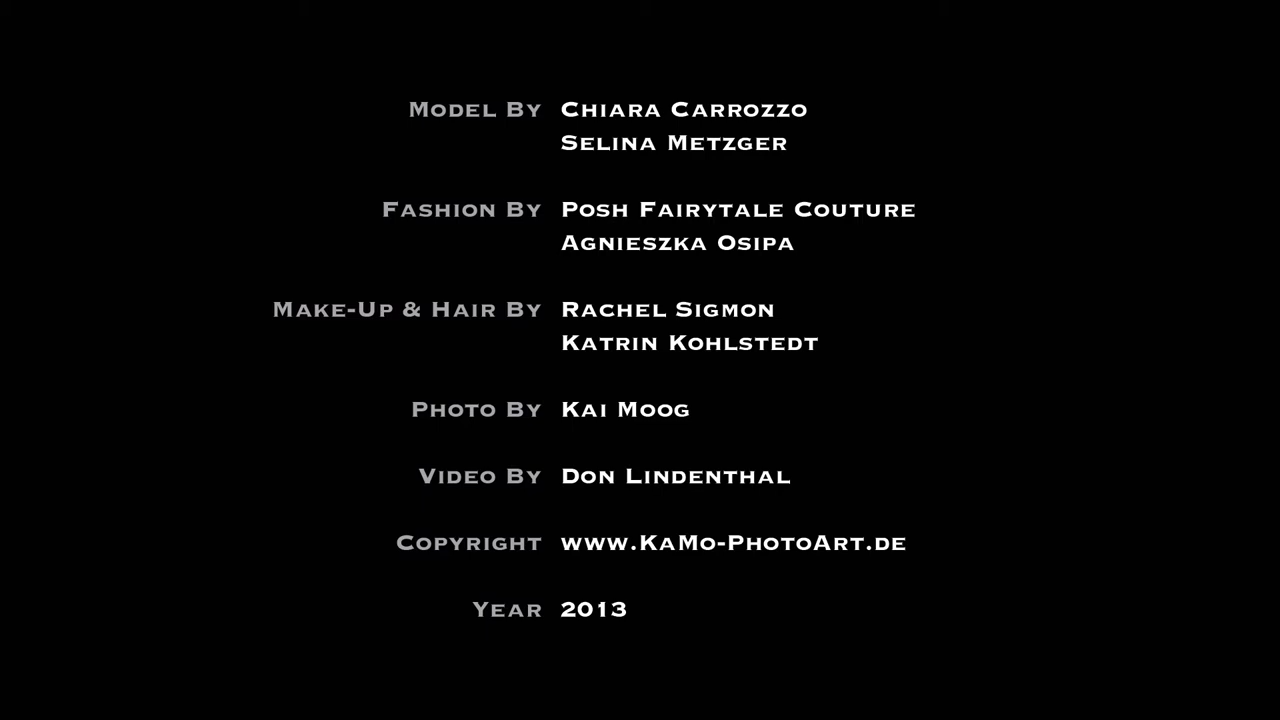 Model By Chiara Carrozzo
Selina Metzger
Fashion By Posh Fairytale Couture
Agnieszka Osipa
Make-Up & Hair By Rachel Sigmon
Katrin Kohlstedt
Photo By Kai Moog
Video By Don Lindenthal
Copyright www.KaMo-PhotoArt.de
Year 2013